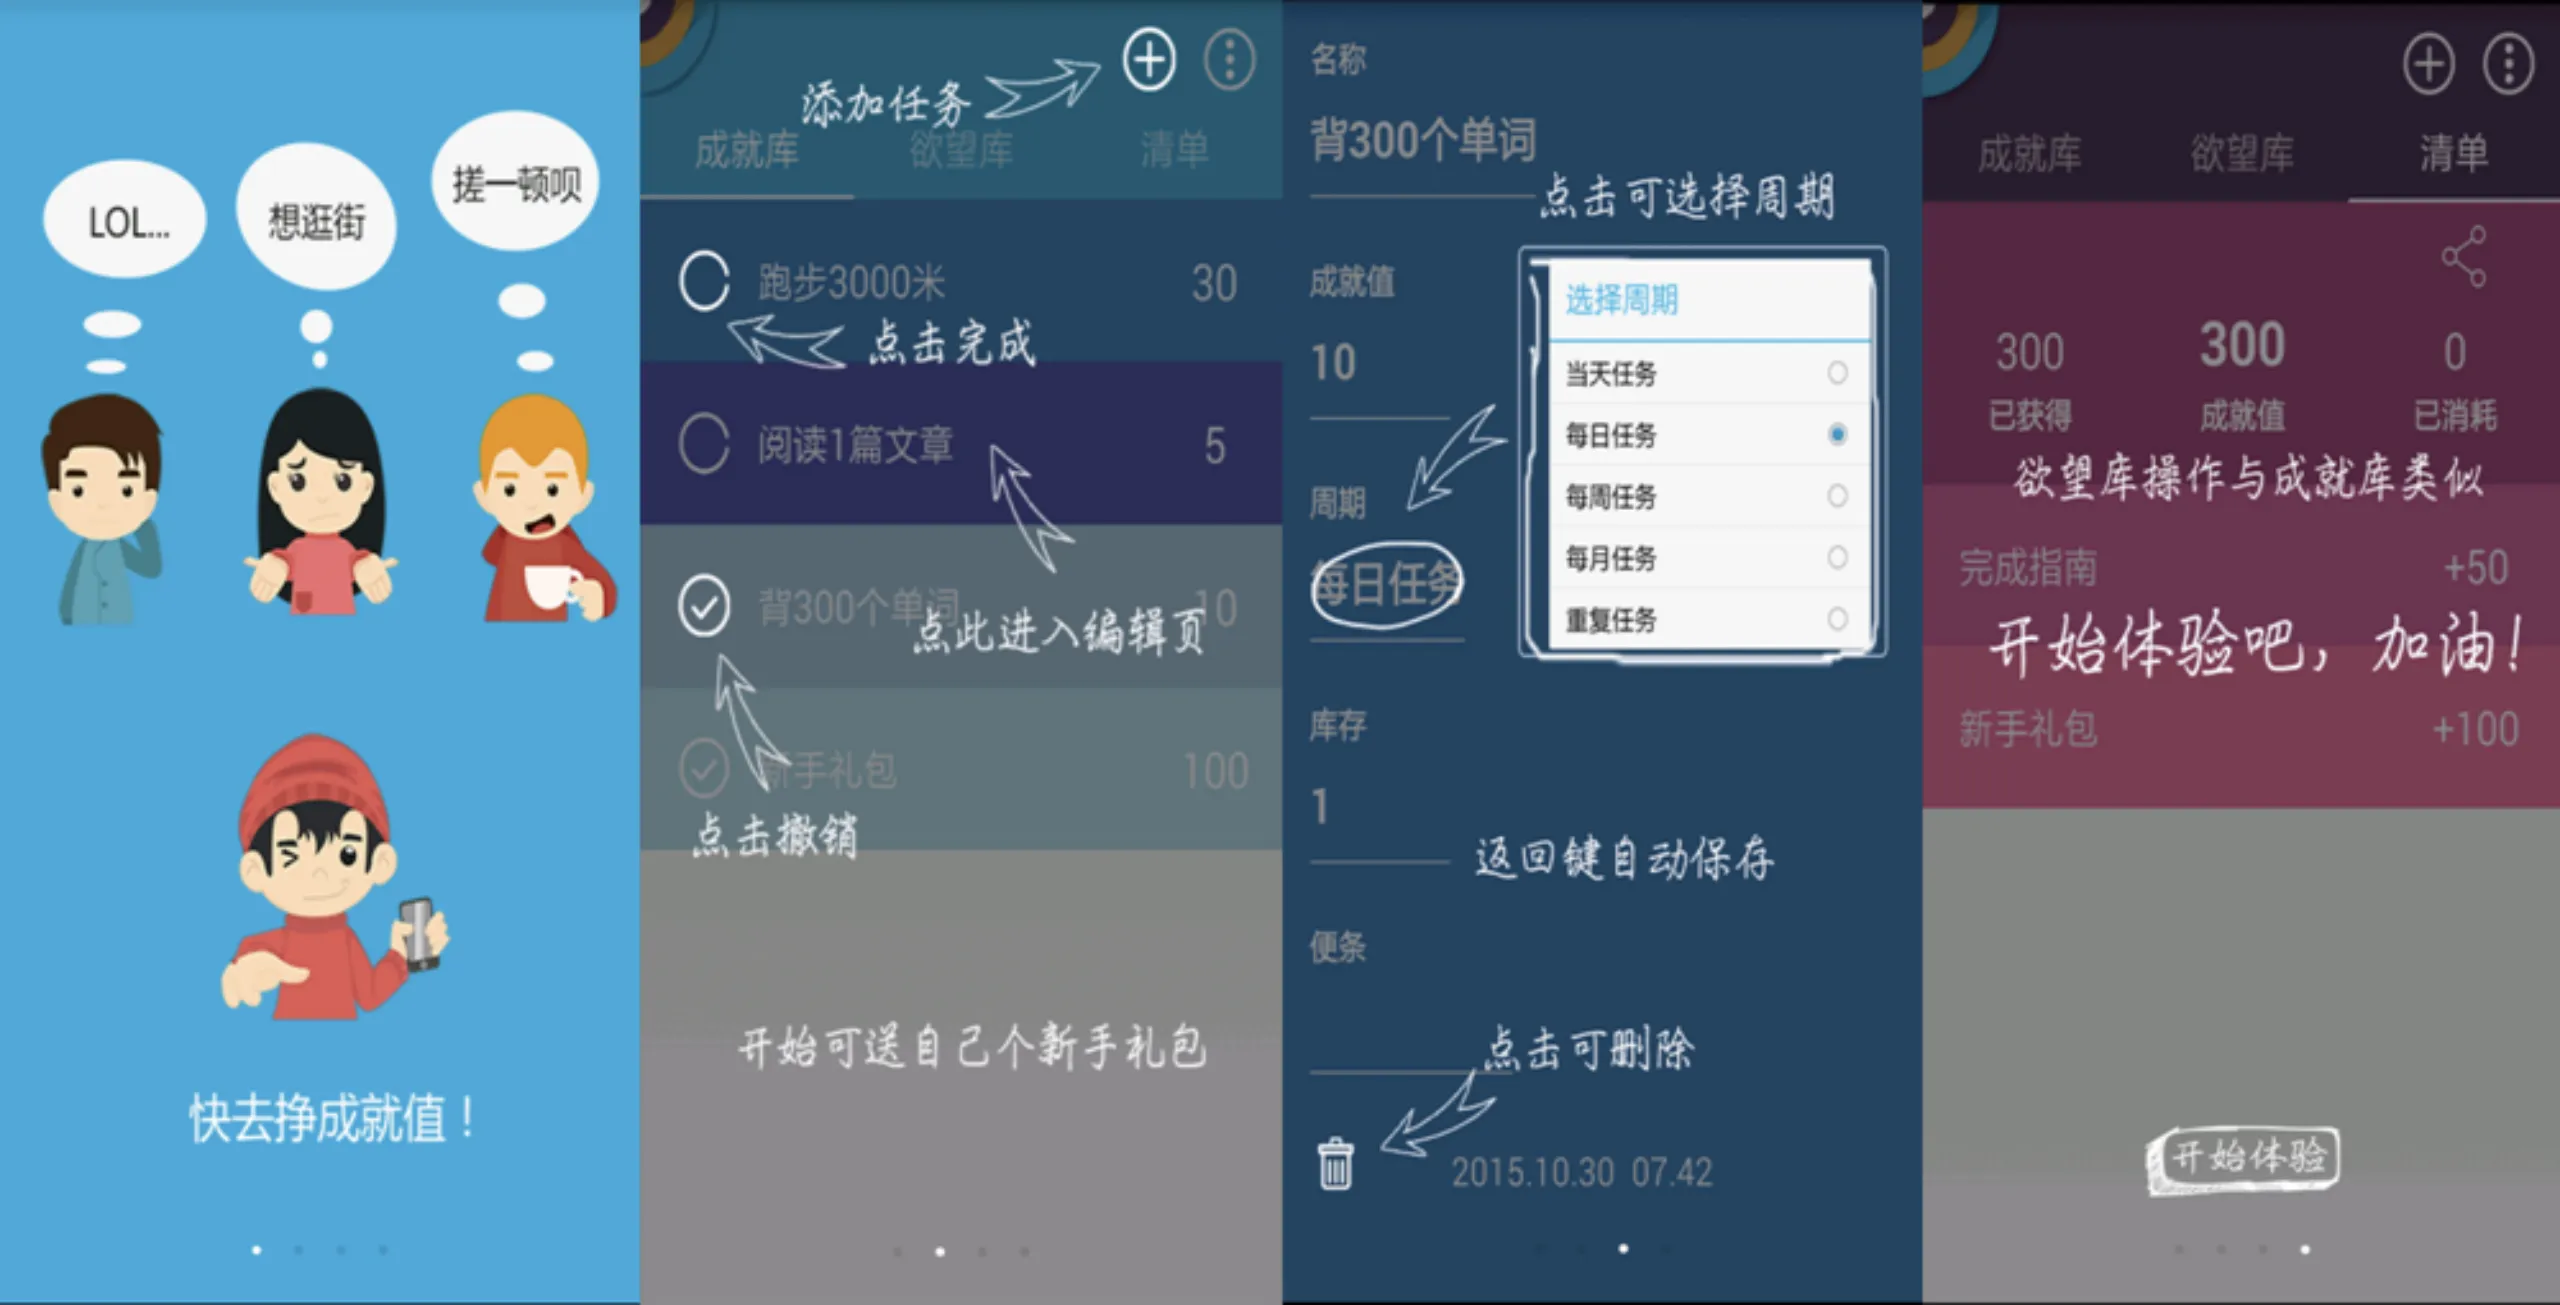 LOL...
想逛街
搓一顿呗
快去挣成就值！
添加任务
成就库 欲望库 清单
跑步3000米 30
点击完成
阅读1篇文章 5
背300个单词 10
点此进入编辑页
新手礼包 100
点击撤销
开始可送自己个新手礼包
名称
背300个单词
点击可选择周期
成就值
10
选择周期
当天任务
每日任务
每周任务
每月任务
重复任务
周期
每日任务
库存
1
返回键自动保存
便条
点击可删除
2015.10.30 07.42
成就库 欲望库 清单
300 300 0
已获得 成就值 已消耗
欲望库操作与成就库类似
完成指南 +50
开始体验吧，加油！
新手礼包 +100
开始体验